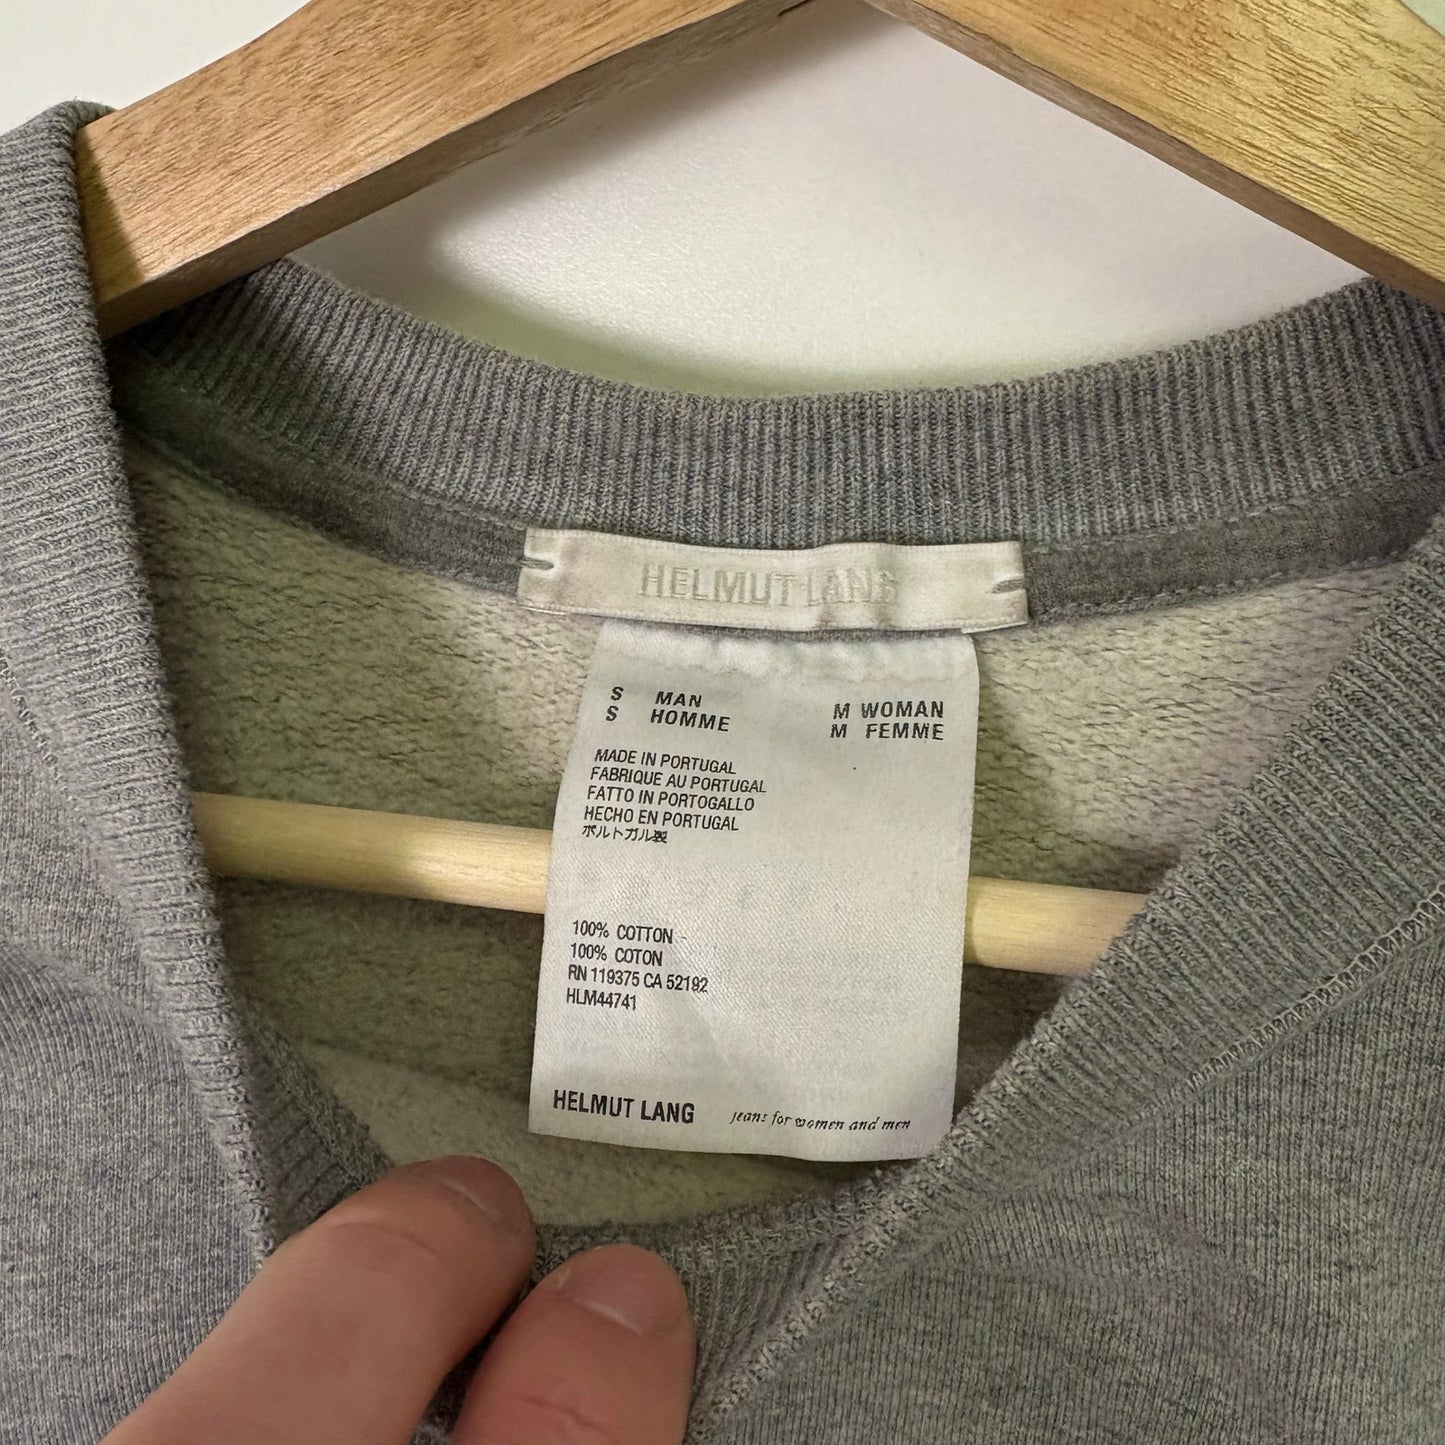 HELMUT LANG
S MAN M WOMAN
S HOMME M FEMME
MADE IN PORTUGAL
FABRIQUE AU PORTUGAL
FATTO IN PORTOGALLO
HECHO EN PORTUGAL
ポルトガル製
100% COTTON
100% COTON
RN 119375 CA 52192
HLM44741
HELMUT LANG jeans for women and men